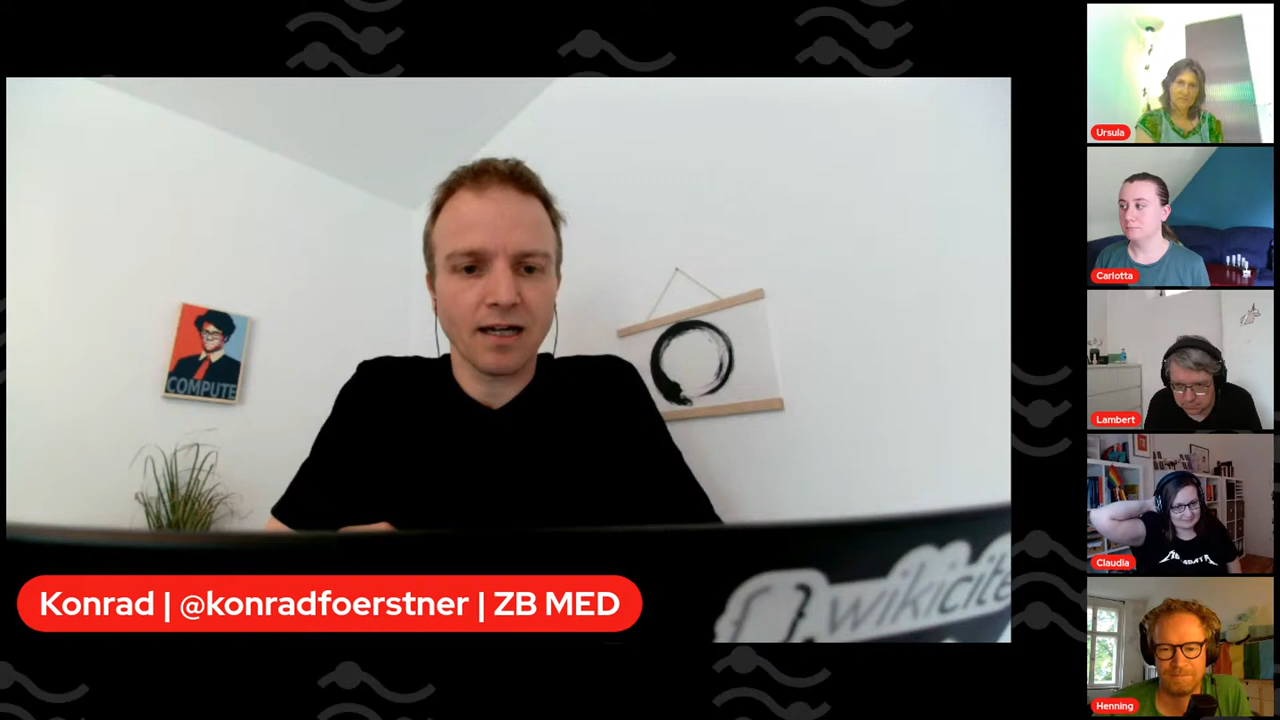 COMPUTE
Konrad | @konradfoerstner | ZB MED
wikicite
Ursula
Carlotta
Lambert
Claudia
Henning